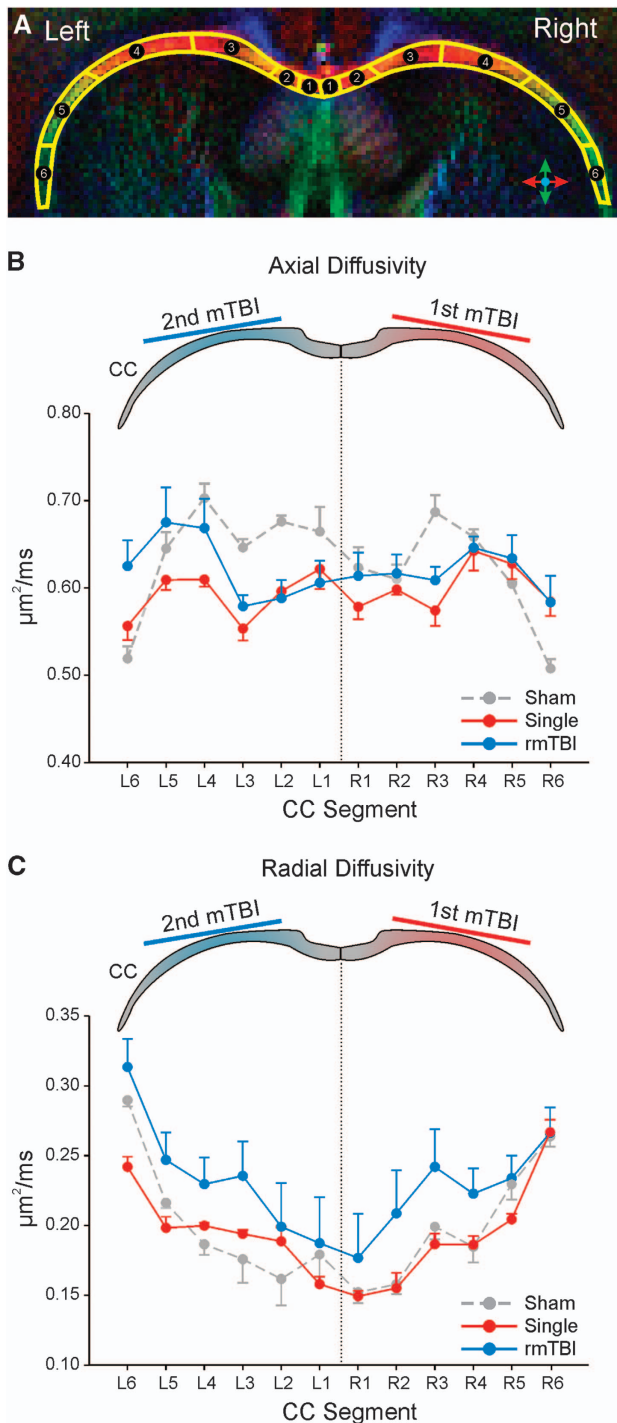 A Left Right
6 5 4 3 2 1 1 2 3 4 5 6
B Axial Diffusivity
2nd mTBI 1st mTBI
CC
0.80
0.70
0.60
0.50
0.40
µm²/ms
Sham
Single
rmTBI
L6 L5 L4 L3 L2 L1 R1 R2 R3 R4 R5 R6
CC Segment
C Radial Diffusivity
2nd mTBI 1st mTBI
CC
0.35
0.30
0.25
0.20
0.15
0.10
µm²/ms
Sham
Single
rmTBI
L6 L5 L4 L3 L2 L1 R1 R2 R3 R4 R5 R6
CC Segment